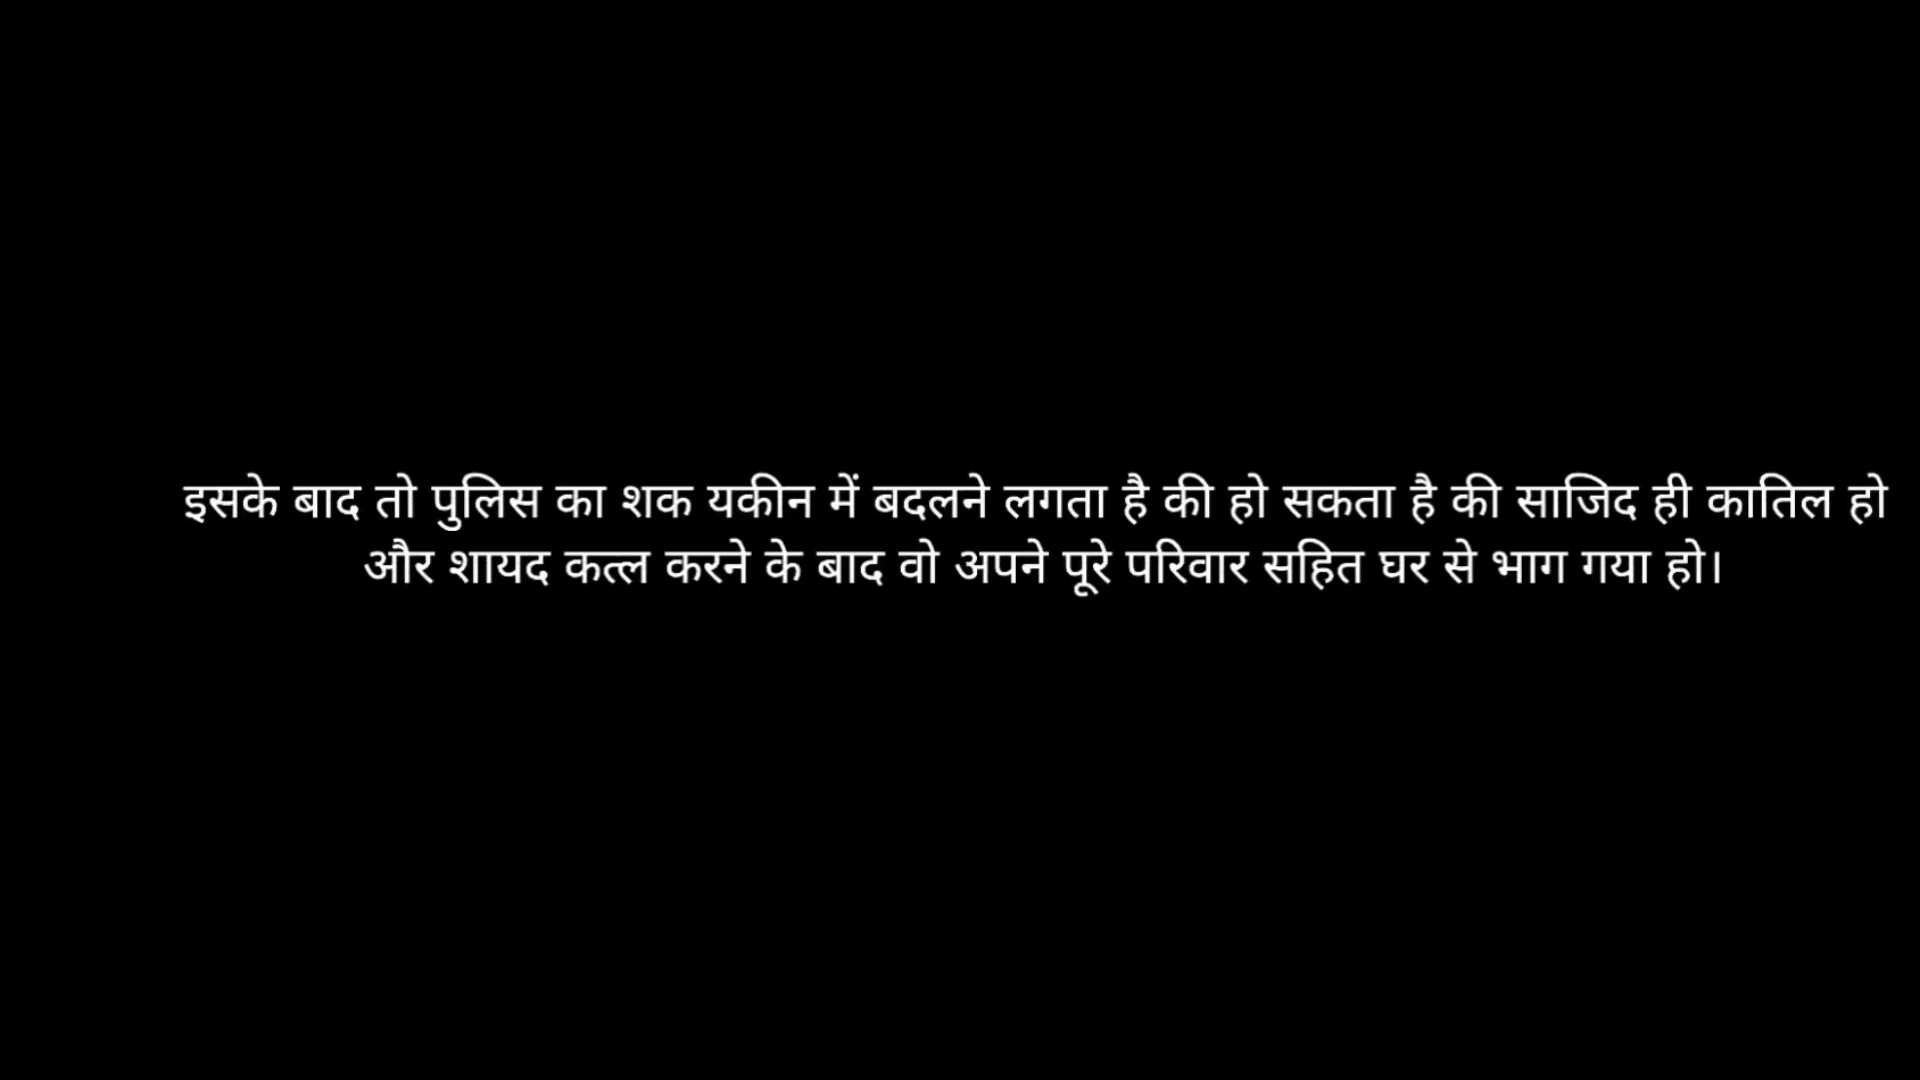 इसके बाद तो पुलिस का शक यकीन में बदलने लगता है की हो सकता है की साजिद ही कातिल हो
और शायद कत्ल करने के बाद वो अपने पूरे परिवार सहित घर से भाग गया हो।